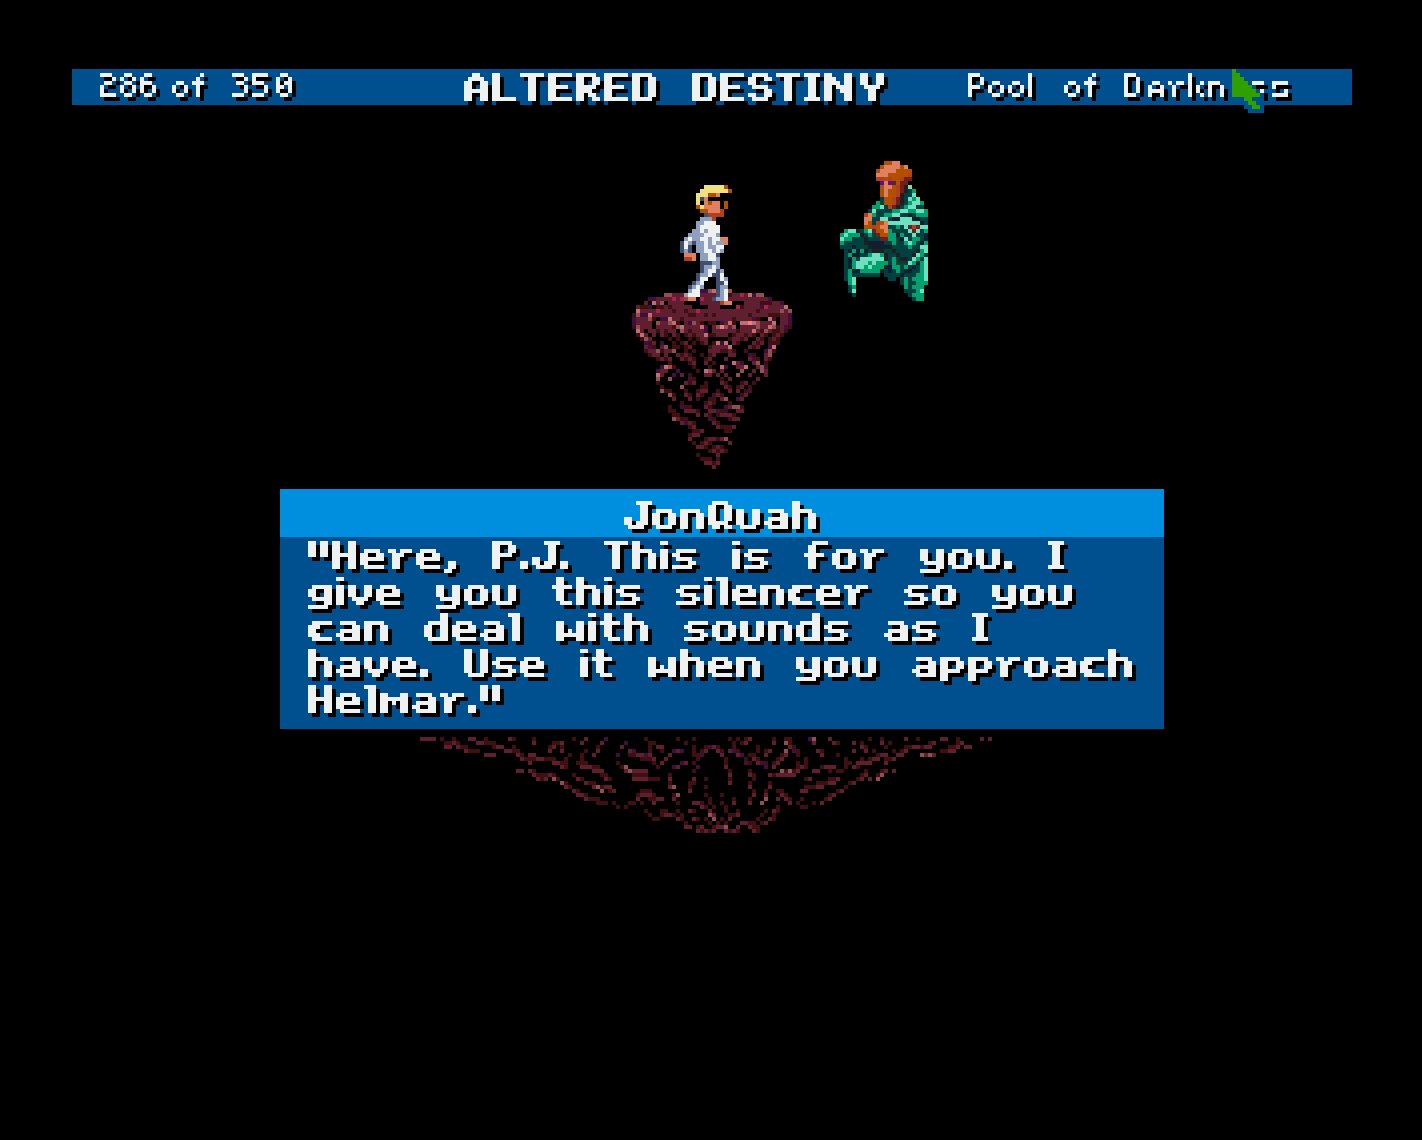 286 of 350
ALTERED DESTINY
Pool of
JonQuah
"Here, P.J. This is for you. I
give you this silencer so you
can deal with sounds as I
have. Use it when you approach
Helmar."